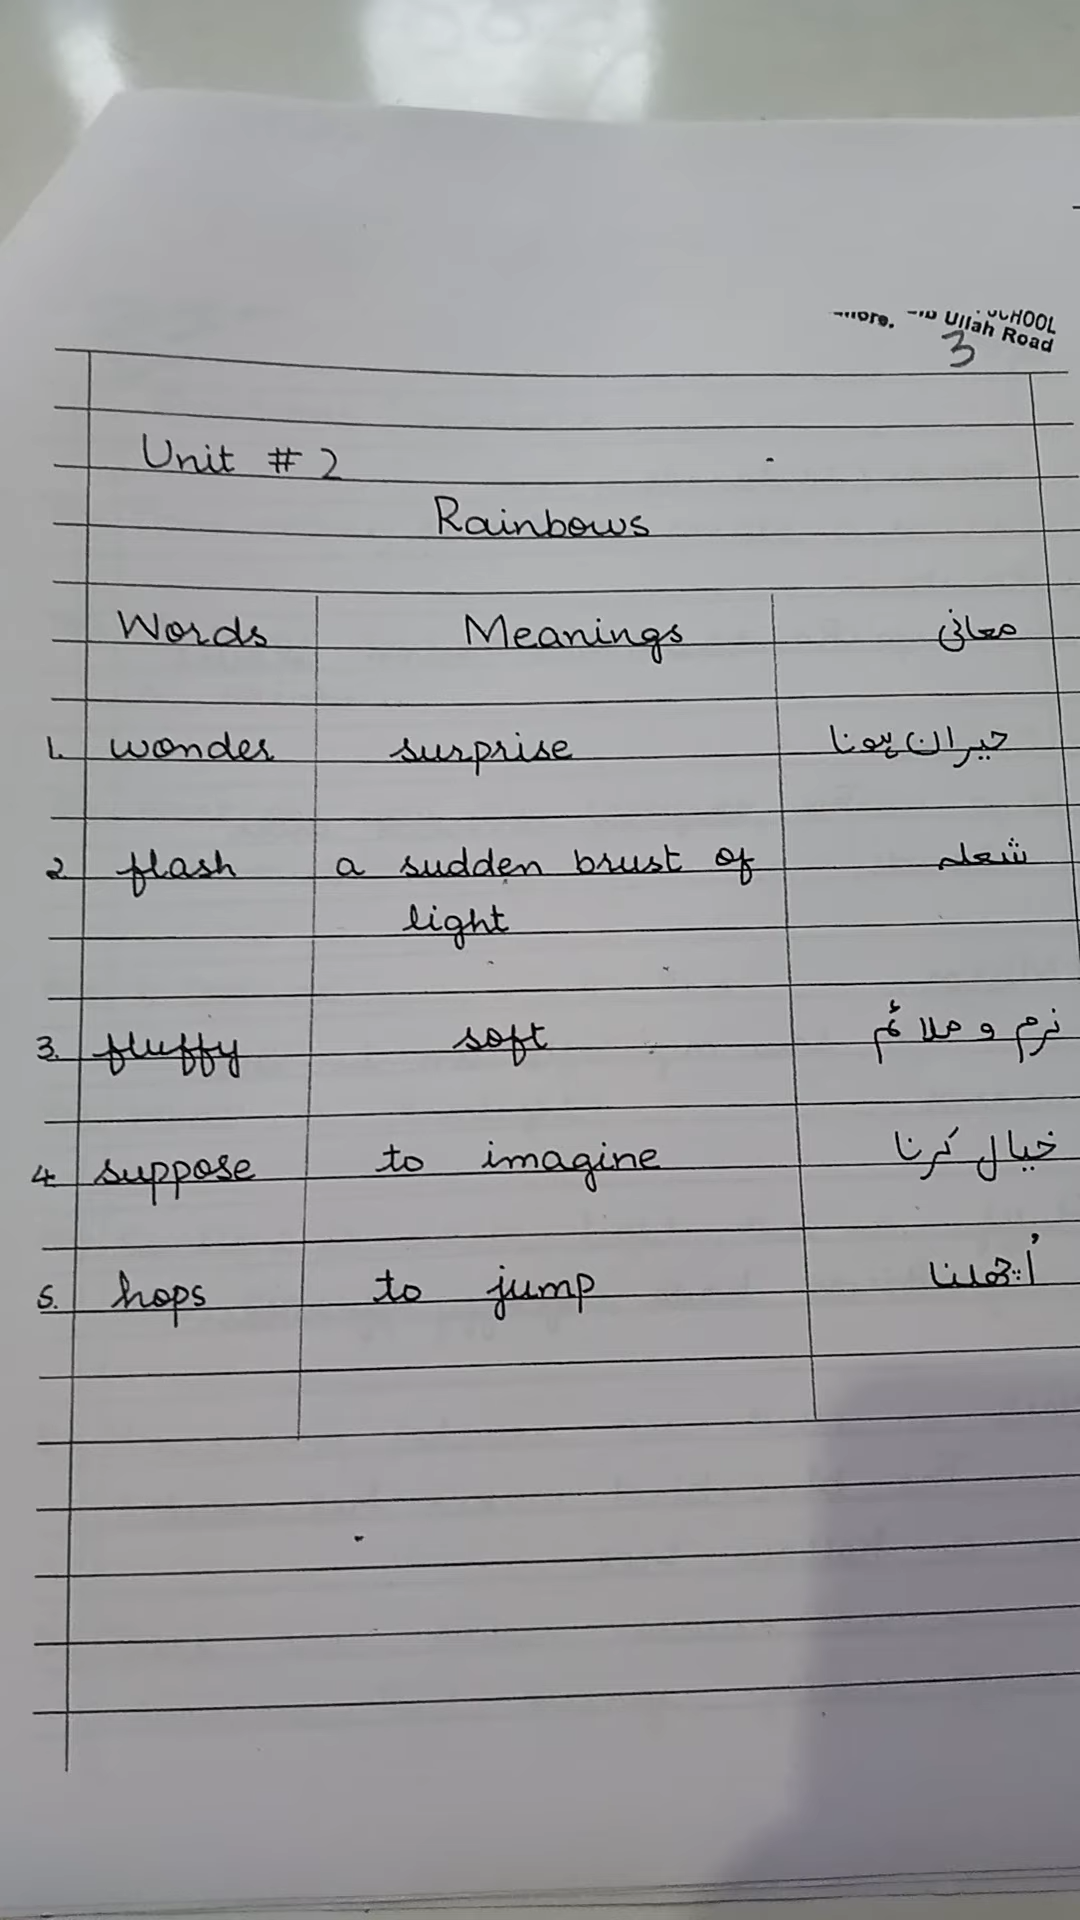 SCHOOL
Ullah Road
3
Unit # 2
Rainbows
Words Meanings معانی
1. wonder surprise حیران ہونا
2 flash a sudden brust of شعلہ
light
3. fluffy soft نرم و ملائم
4. suppose to imagine خیال کرنا
5. hops to jump اُچھلنا